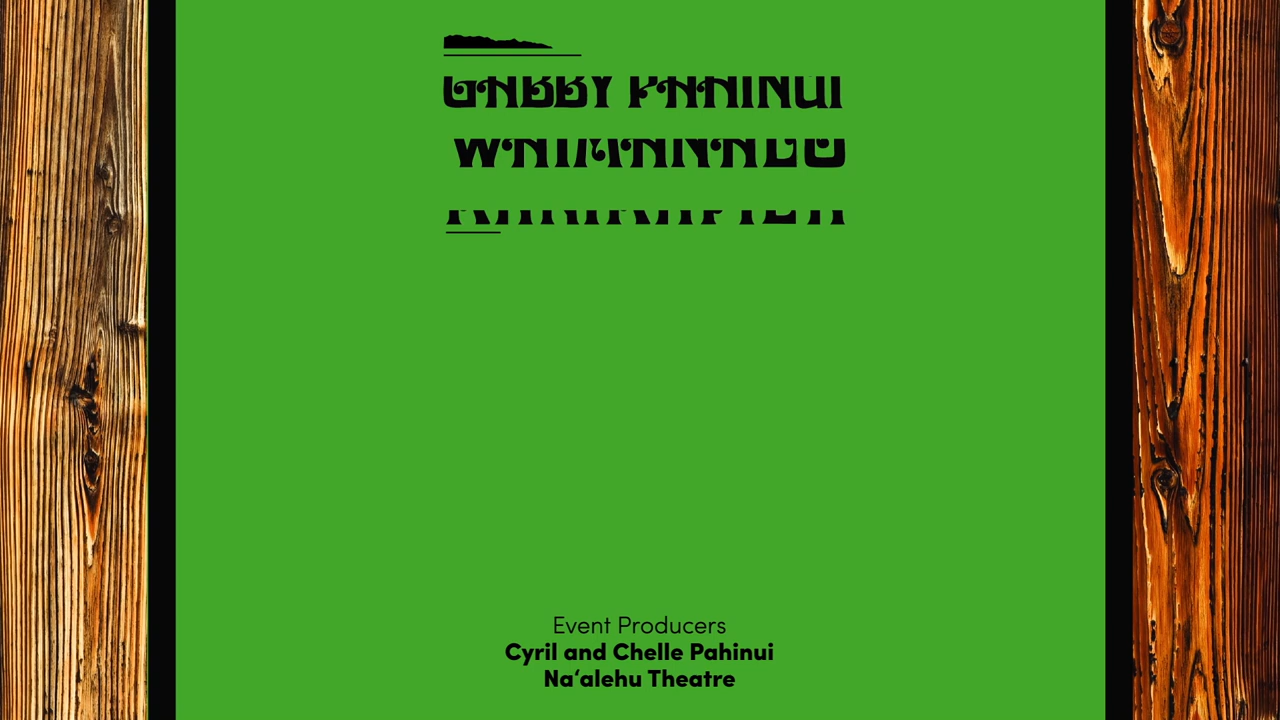 GABBY PAHINUI
WAIMANALO
Event Producers
Cyril and Chelle Pahinui
Na‘alehu Theatre